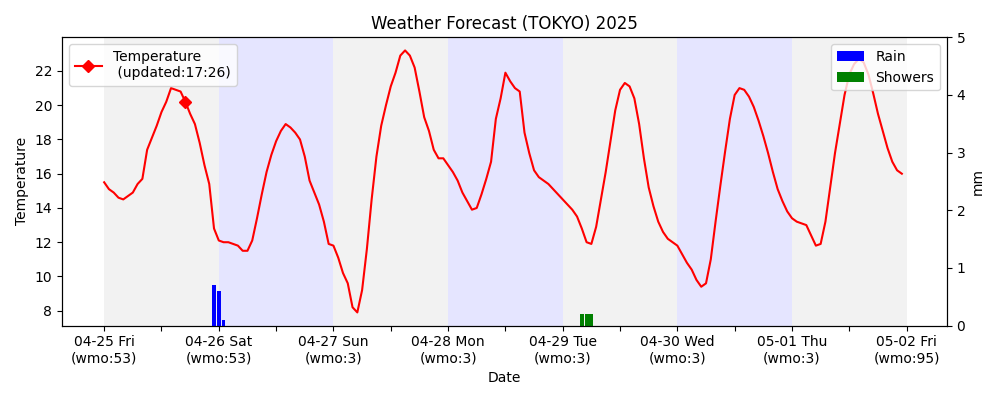 Weather Forecast (TOKYO) 2025
Temperature
(updated:17:26)
Rain
Showers
22
20
18
16
14
12
10
8
Temperature
5
4
3
2
1
0
mm
04-25 Fri
(wmo:53)
04-26 Sat
(wmo:53)
04-27 Sun
(wmo:3)
04-28 Mon
(wmo:3)
04-29 Tue
(wmo:3)
04-30 Wed
(wmo:3)
05-01 Thu
(wmo:3)
05-02 Fri
(wmo:95)
Date